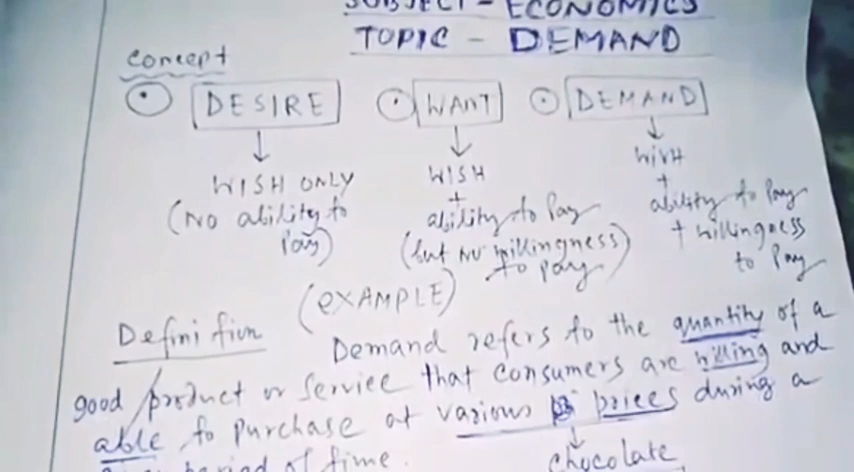 SUBJECT - ECONOMICS
TOPIC - DEMAND
Concept
DESIRE WANT DEMAND
WISH ONLY WISH WISH
(No ability to Pay) + ability to Pay + ability to Pay
(but no willingness to pay) + willingness to Pay
(EXAMPLE)
Definition
Demand refers to the quantity of a
good/product or service that consumers are willing and
able to purchase at various prices during a
period of time.
chocolate